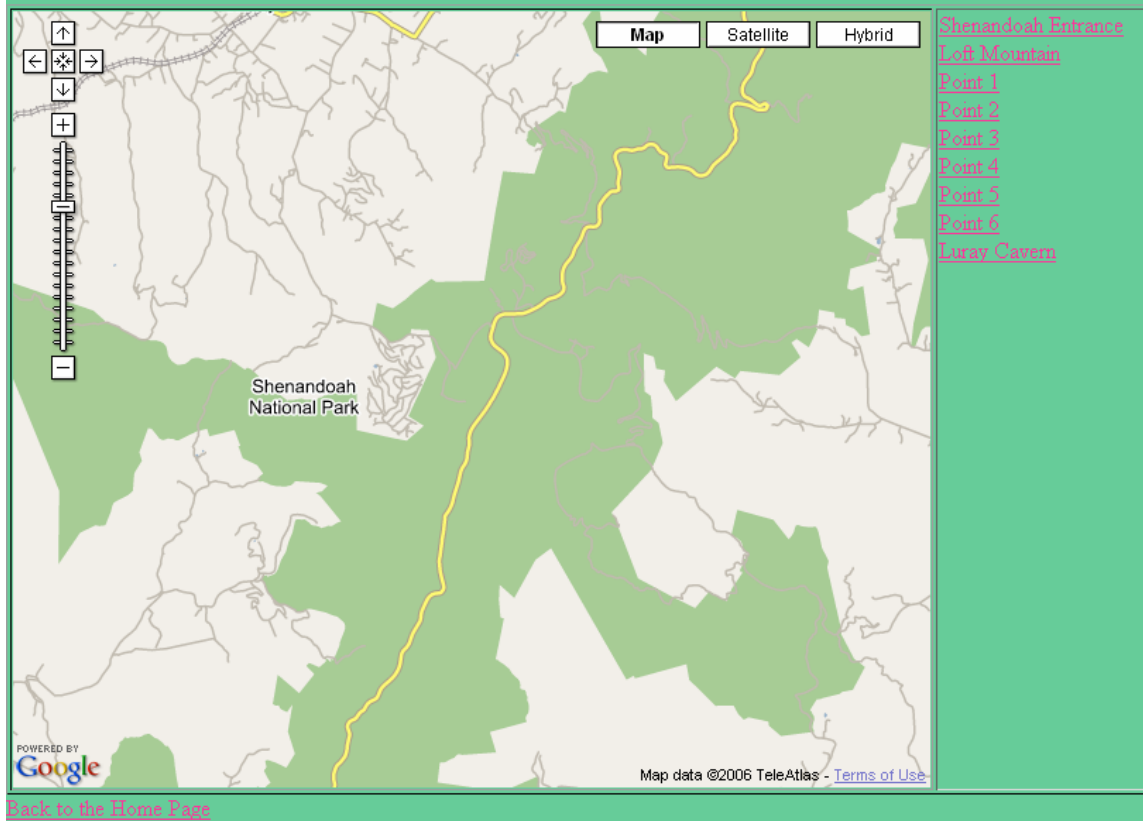 Map
Satellite
Hybrid
Shenandoah Entrance
Loft Mountain
Point 1
Point 2
Point 3
Point 4
Point 5
Point 6
Luray Cavern
Shenandoah
National Park
POWERED BY
Google
Map data ©2006 TeleAtlas - Terms of Use
Back to the Home Page